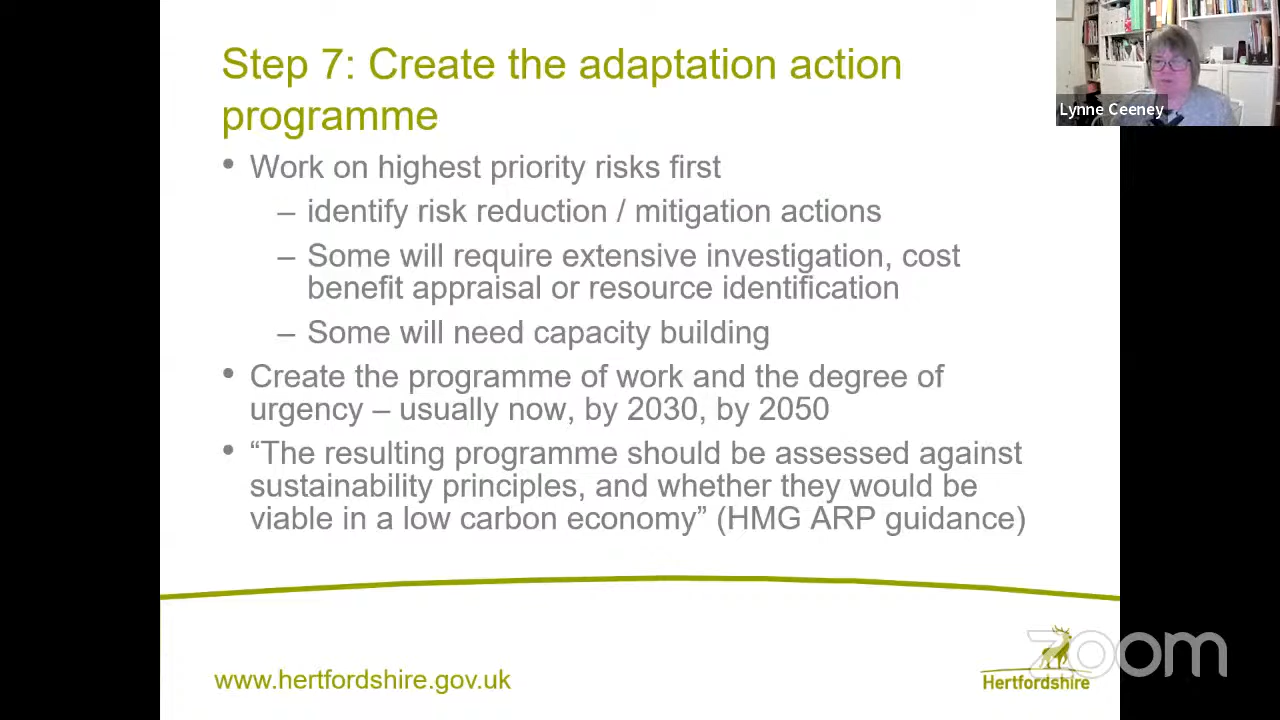 Step 7: Create the adaptation action
programme
Lynne Ceeney
• Work on highest priority risks first
– identify risk reduction / mitigation actions
– Some will require extensive investigation, cost
benefit appraisal or resource identification
– Some will need capacity building
• Create the programme of work and the degree of
urgency – usually now, by 2030, by 2050
• “The resulting programme should be assessed against
sustainability principles, and whether they would be
viable in a low carbon economy” (HMG ARP guidance)
zoom
www.hertfordshire.gov.uk
Hertfordshire